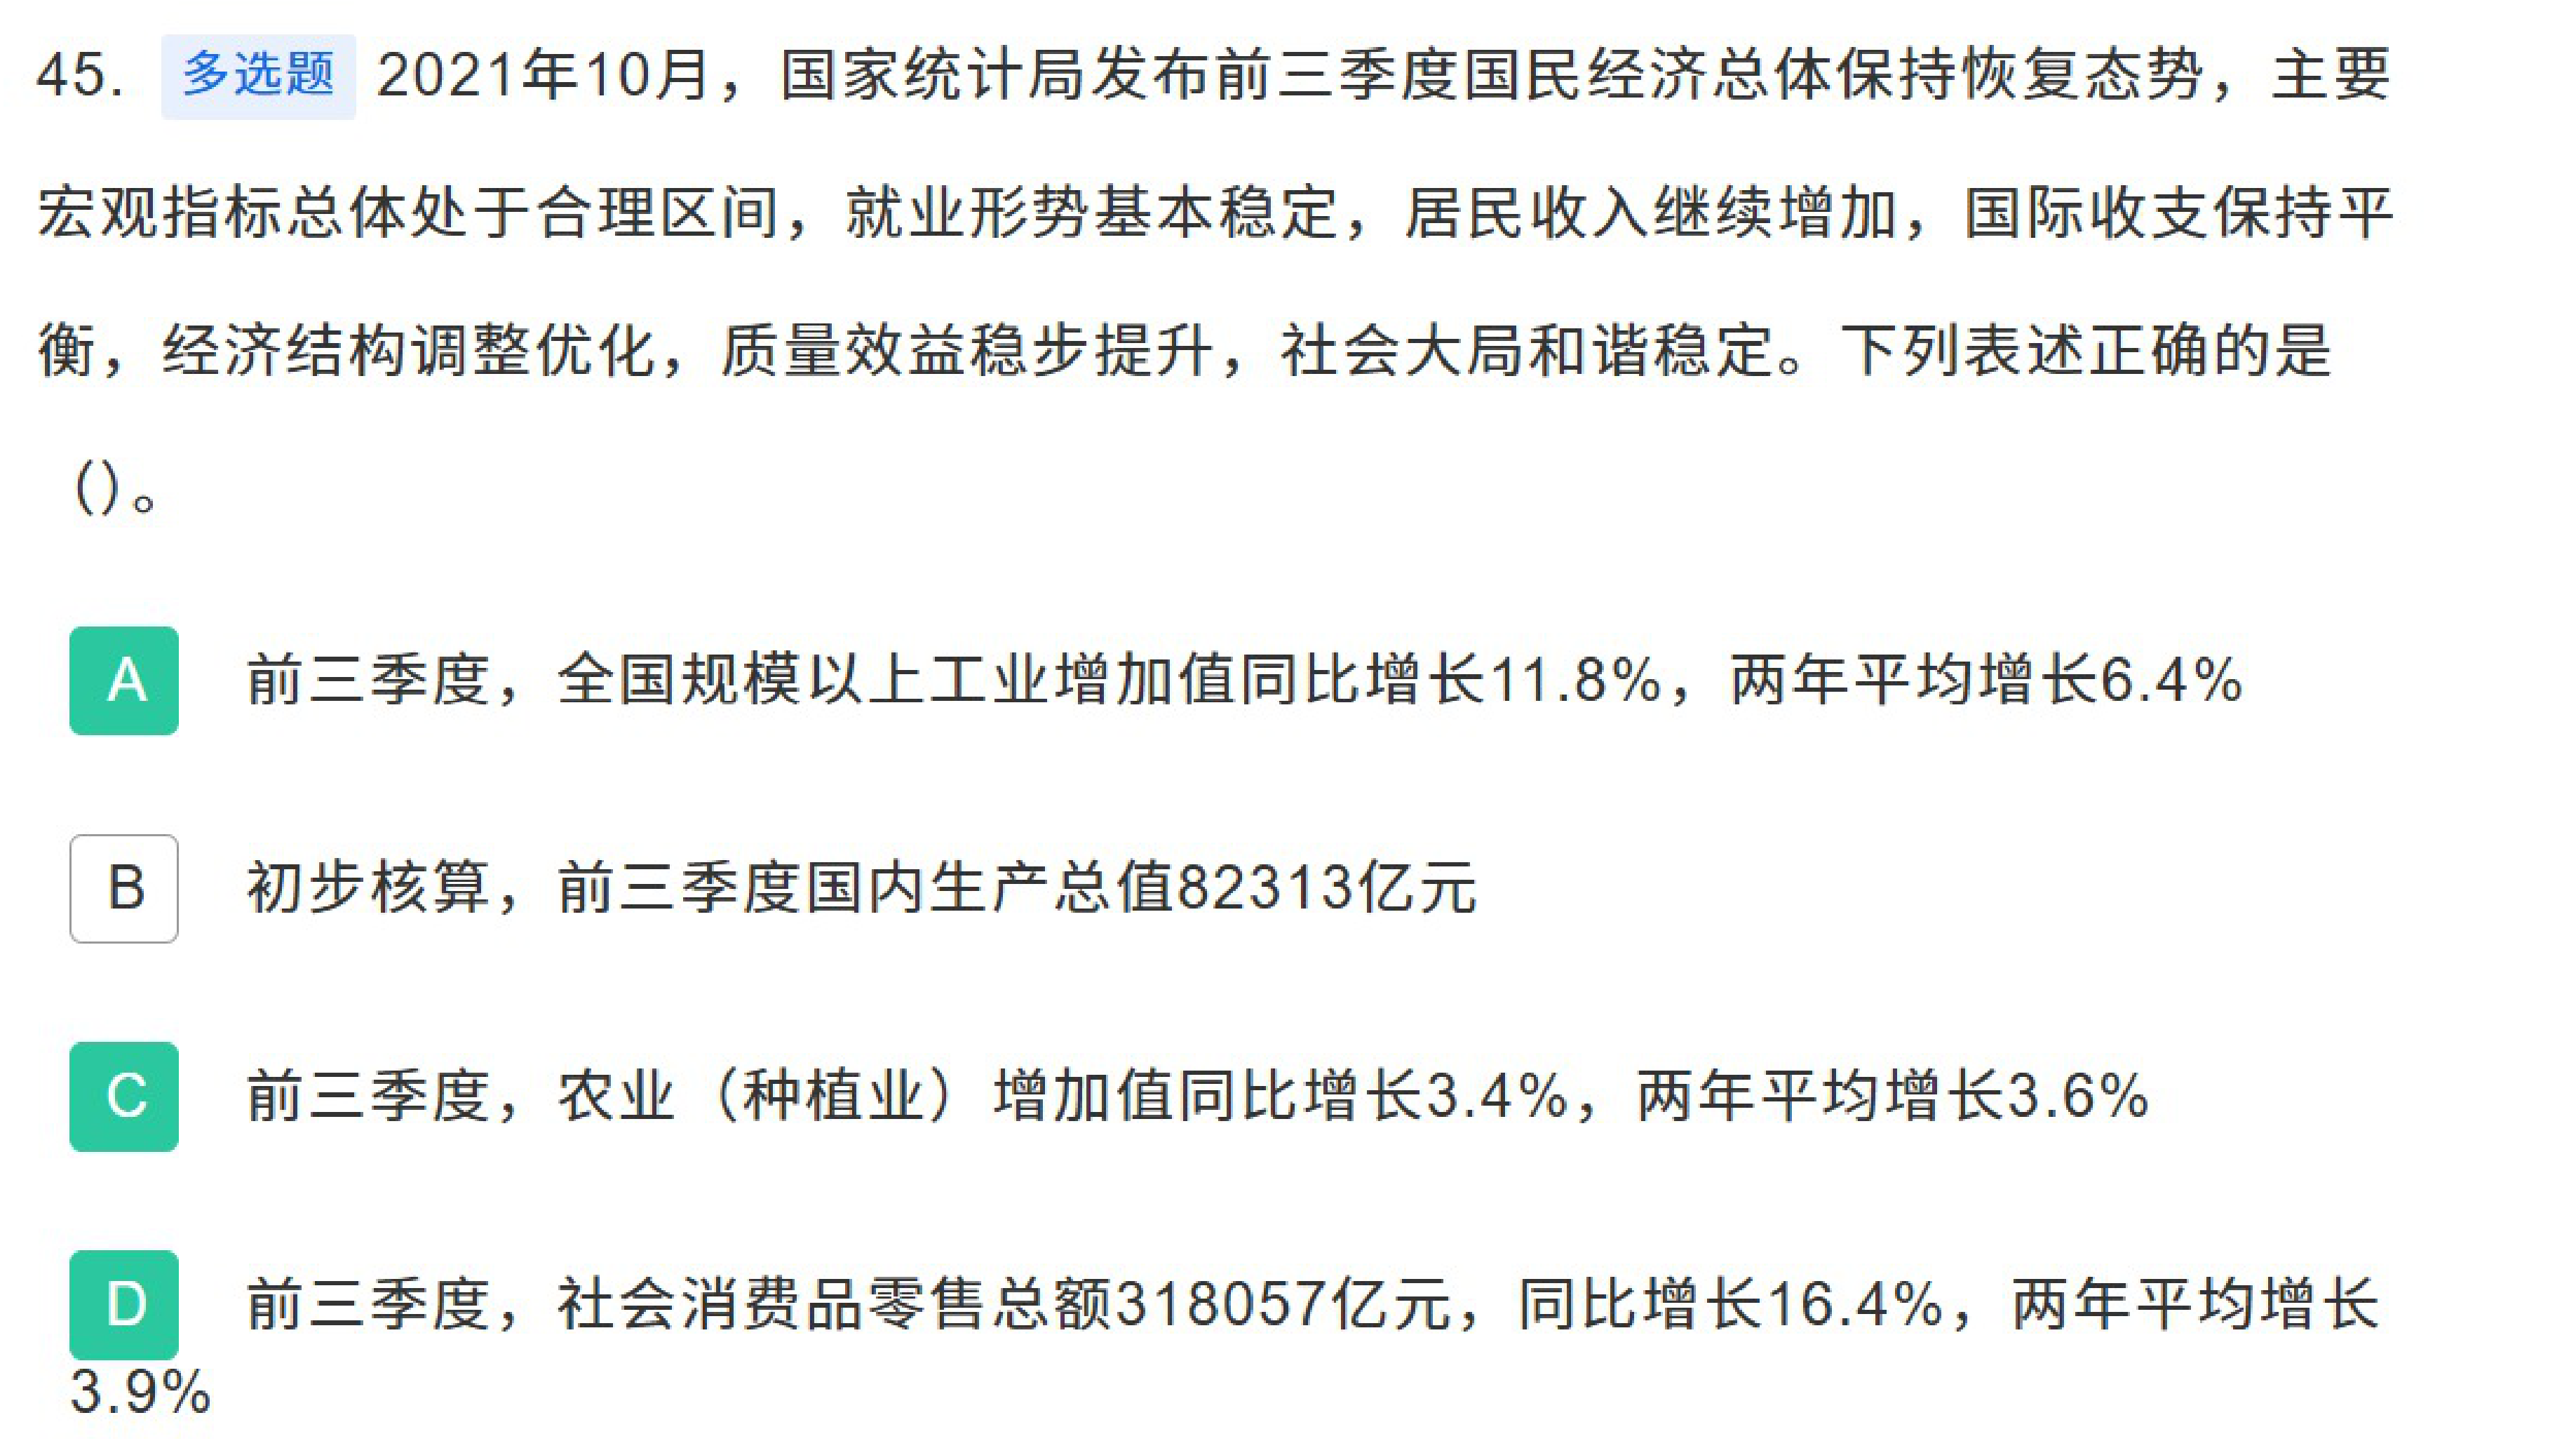 45. 多选题 2021年10月，国家统计局发布前三季度国民经济总体保持恢复态势，主要
宏观指标总体处于合理区间，就业形势基本稳定，居民收入继续增加，国际收支保持平
衡，经济结构调整优化，质量效益稳步提升，社会大局和谐稳定。下列表述正确的是
（）。
A 前三季度，全国规模以上工业增加值同比增长11.8%，两年平均增长6.4%
B 初步核算，前三季度国内生产总值82313亿元
C 前三季度，农业（种植业）增加值同比增长3.4%，两年平均增长3.6%
D 前三季度，社会消费品零售总额318057亿元，同比增长16.4%，两年平均增长
3.9%